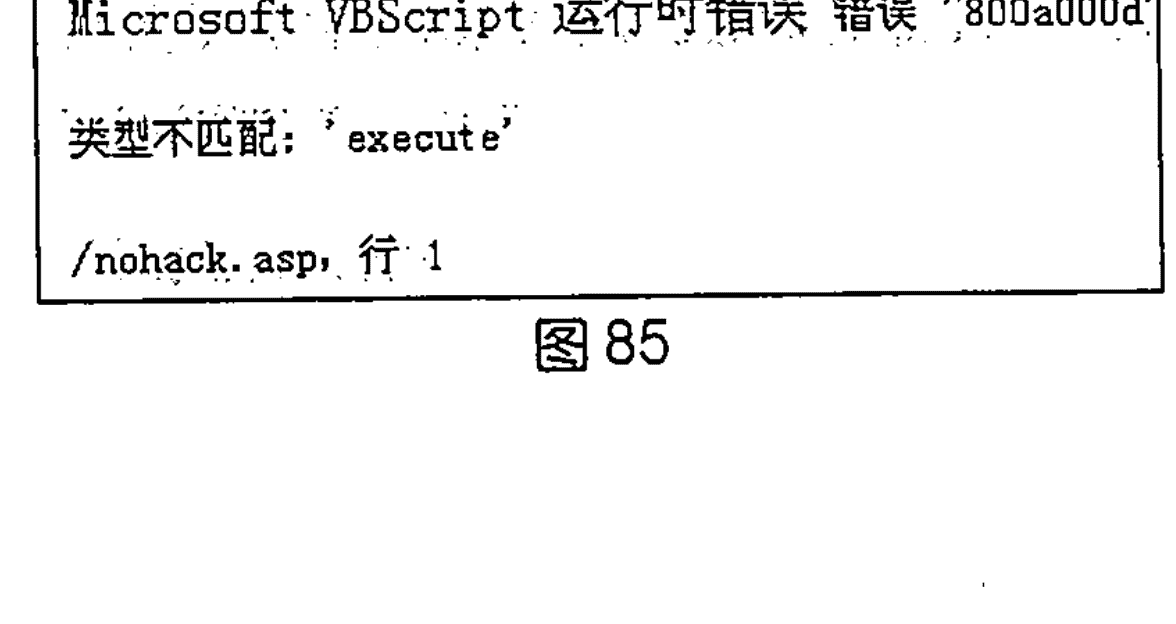 Microsoft VBScript 运行时错误 错误 '800a000d'
类型不匹配: 'execute'
/nohack.asp, 行 1
图 85